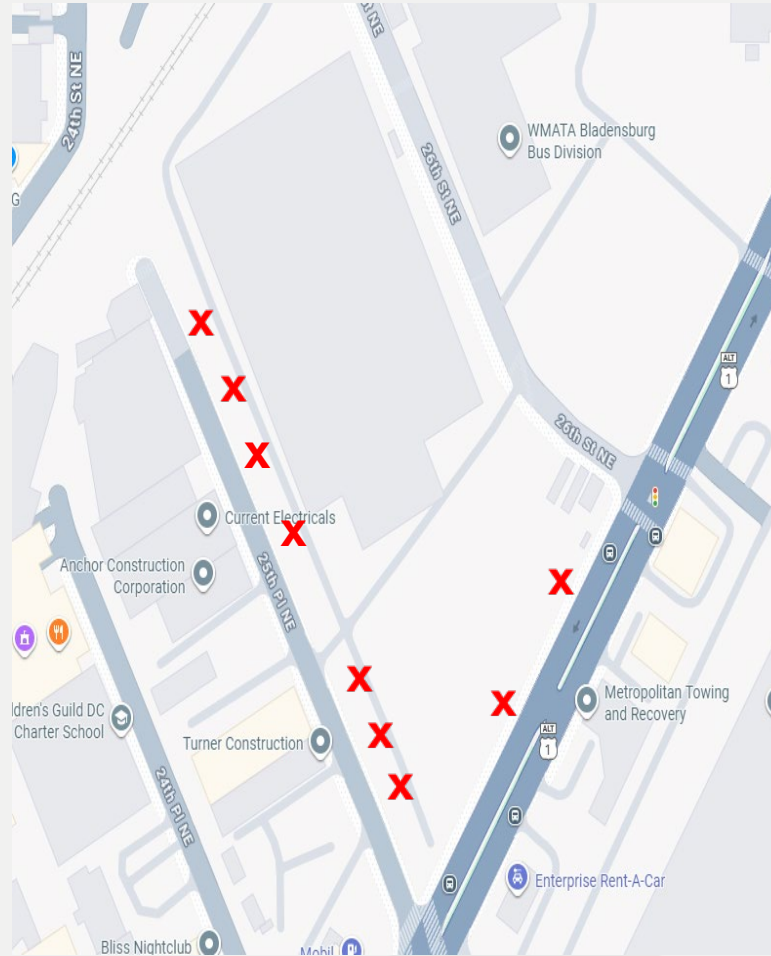 NE
24th St NE
G
WMATA Bladensburg
Bus Division
26th St NE
X
X
X
X
X
X
X
X
X
ALT
1
26th St NE
Current Electricals
Anchor Construction
Corporation
25th Pl NE
ldren's Guild DC
Charter School
Turner Construction
Metropolitan Towing
and Recovery
ALT
1
24th Pl NE
Enterprise Rent-A-Car
Bliss Nightclub
Mobil